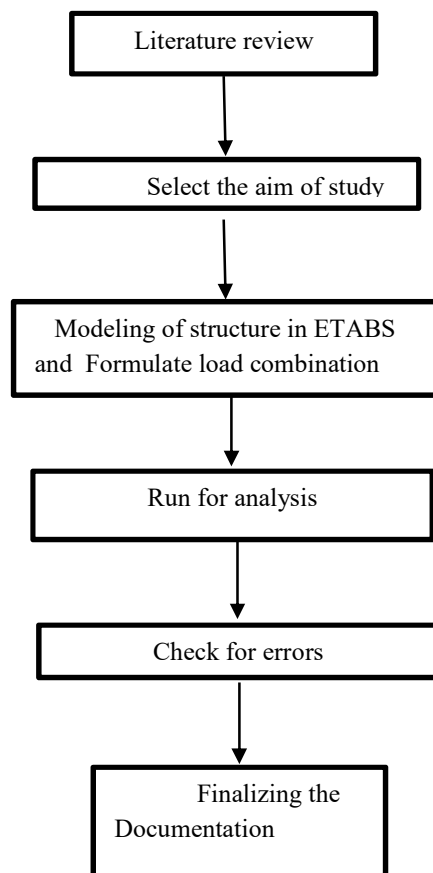 Literature review
Select the aim of study
Modeling of structure in ETABS
and Formulate load combination
Run for analysis
Check for errors
Finalizing the
Documentation